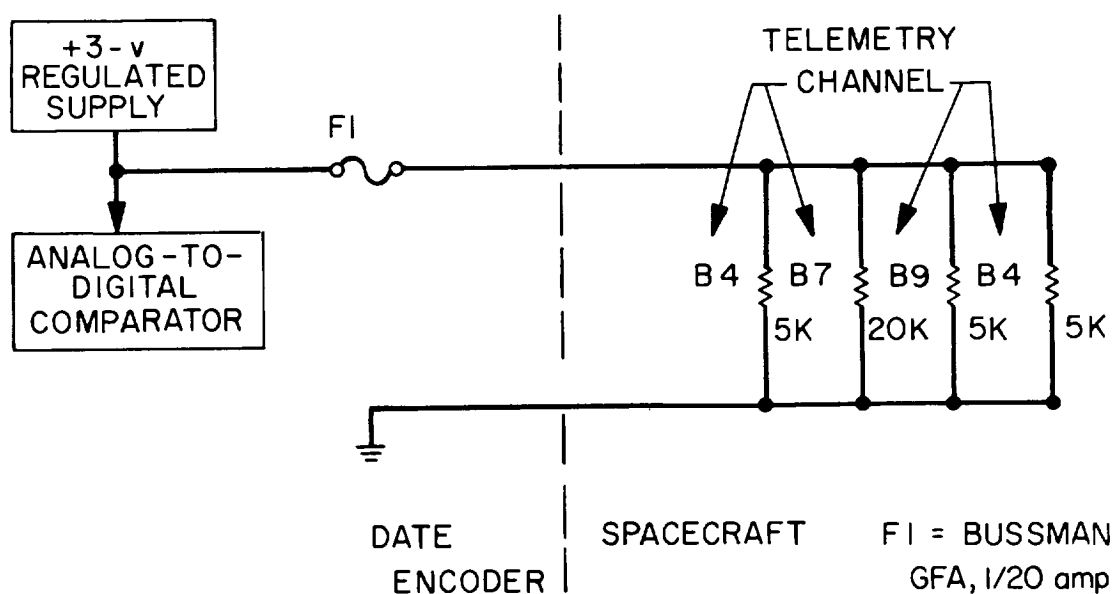 +3-v
REGULATED
SUPPLY
F1
TELEMETRY
CHANNEL
ANALOG-TO-
DIGITAL
COMPARATOR
B4
B7
B9
B4
5K
20K
5K
5K
DATE
ENCODER
SPACECRAFT
F1 = BUSSMAN
GFA, 1/20 amp